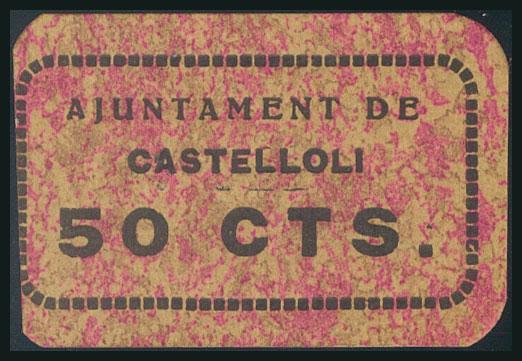 AJUNTAMENT DE
CASTELLOLI
50 CTS.